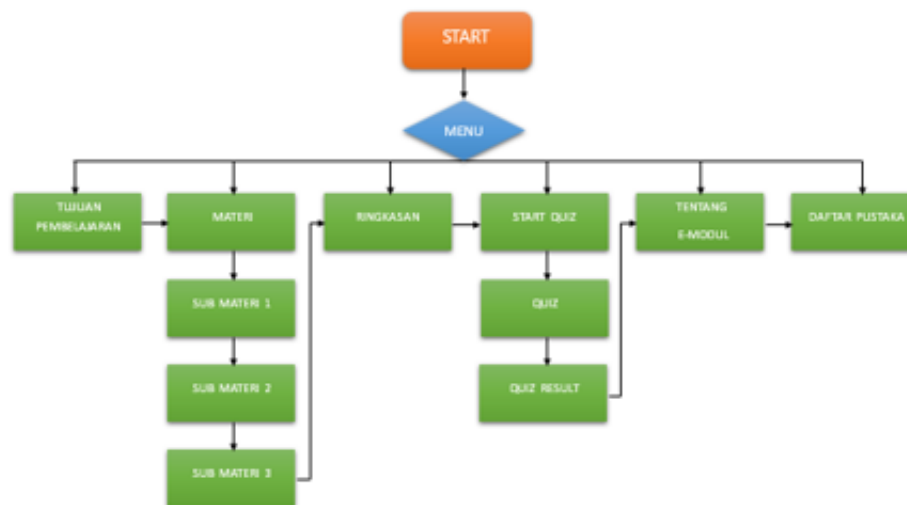 START
MENU
TUJUAN
PEMBELAJARAN
MATERI
RINGKASAN
START QUIZ
TENTANG
E-MODUL
DAFTAR PUSTAKA
SUB MATERI 1
QUIZ
SUB MATERI 2
QUIZ RESULT
SUB MATERI 3